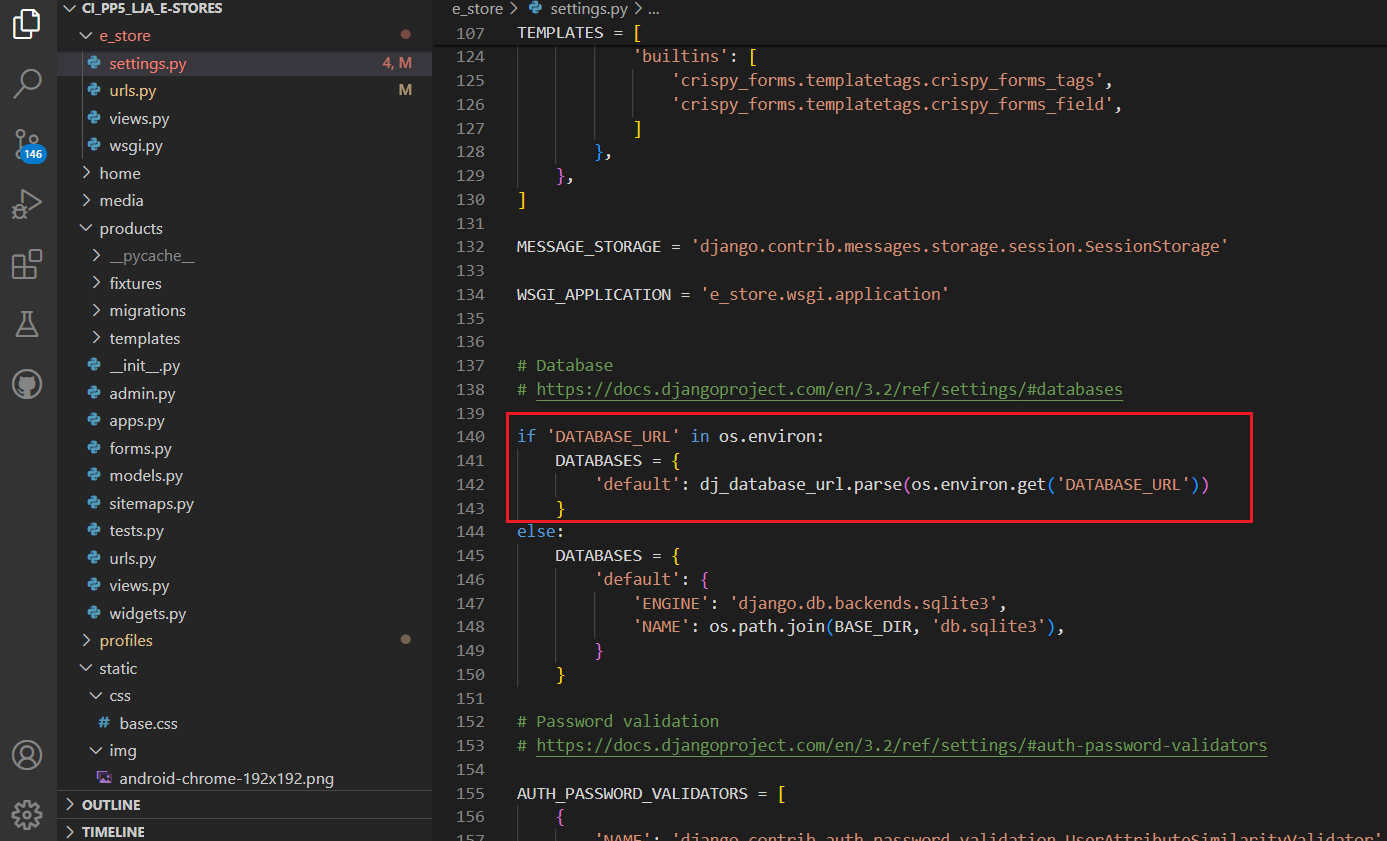 CI_PP5_LJA_E-STORES
e_store
settings.py 4, M
urls.py M
views.py
wsgi.py
146
home
media
products
__pycache__
fixtures
migrations
templates
__init__.py
admin.py
apps.py
forms.py
models.py
sitemaps.py
tests.py
urls.py
views.py
widgets.py
profiles
static
css
# base.css
img
android-chrome-192x192.png
OUTLINE
TIMELINE
e_store > settings.py > ...
107 TEMPLATES = [
124 'builtins': [
125 'crispy_forms.templatetags.crispy_forms_tags',
126 'crispy_forms.templatetags.crispy_forms_field',
127 ]
128 },
129 },
130 ]
131
132 MESSAGE_STORAGE = 'django.contrib.messages.storage.session.SessionStorage'
133
134 WSGI_APPLICATION = 'e_store.wsgi.application'
135
136
137 # Database
138 # https://docs.djangoproject.com/en/3.2/ref/settings/#databases
139
140 if 'DATABASE_URL' in os.environ:
141 DATABASES = {
142 'default': dj_database_url.parse(os.environ.get('DATABASE_URL'))
143 }
144 else:
145 DATABASES = {
146 'default': {
147 'ENGINE': 'django.db.backends.sqlite3',
148 'NAME': os.path.join(BASE_DIR, 'db.sqlite3'),
149 }
150 }
151
152 # Password validation
153 # https://docs.djangoproject.com/en/3.2/ref/settings/#auth-password-validators
154
155 AUTH_PASSWORD_VALIDATORS = [
156 {
157 'NAME': 'django.contrib.auth.password_validation.UserAttributeSimilarityValidator'